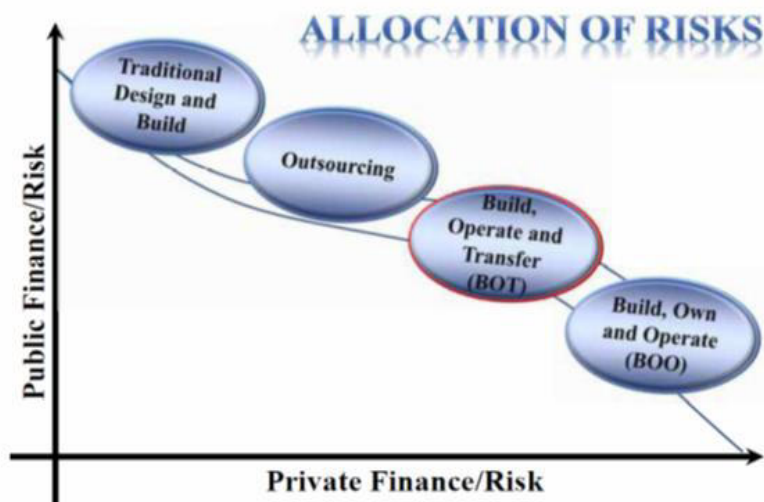 ALLOCATION OF RISKS
Traditional
Design and
Build
Outsourcing
Build,
Operate and
Transfer
(BOT)
Build, Own
and Operate
(BOO)
Public Finance/Risk
Private Finance/Risk